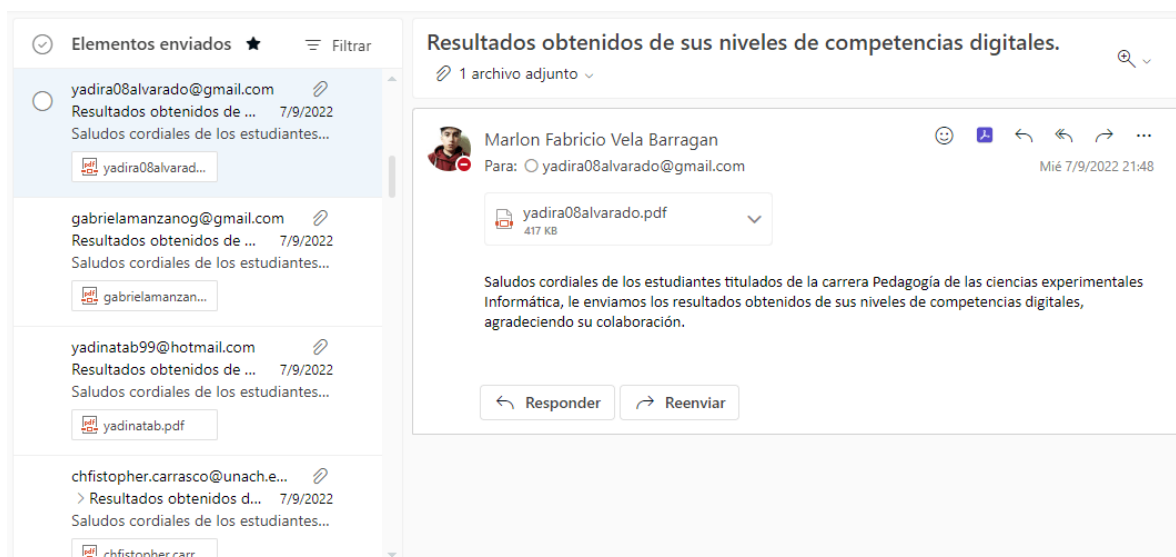 Elementos enviados
Filtrar
yadira08alvarado@gmail.com
Resultados obtenidos de ... 7/9/2022
Saludos cordiales de los estudiantes...
yadira08alvarad...
gabrielamanzanog@gmail.com
Resultados obtenidos de ... 7/9/2022
Saludos cordiales de los estudiantes...
gabrielamanzan...
yadinatab99@hotmail.com
Resultados obtenidos de ... 7/9/2022
Saludos cordiales de los estudiantes...
yadinatab.pdf
chfistopher.carrasco@unach.e...
> Resultados obtenidos d... 7/9/2022
Saludos cordiales de los estudiantes...
chfistopher.carr...
Resultados obtenidos de sus niveles de competencias digitales.
1 archivo adjunto
Marlon Fabricio Vela Barragan
Para: yadira08alvarado@gmail.com
Mié 7/9/2022 21:48
yadira08alvarado.pdf
417 KB
Saludos cordiales de los estudiantes titulados de la carrera Pedagogía de las ciencias experimentales
Informática, le enviamos los resultados obtenidos de sus niveles de competencias digitales,
agradeciendo su colaboración.
Responder
Reenviar